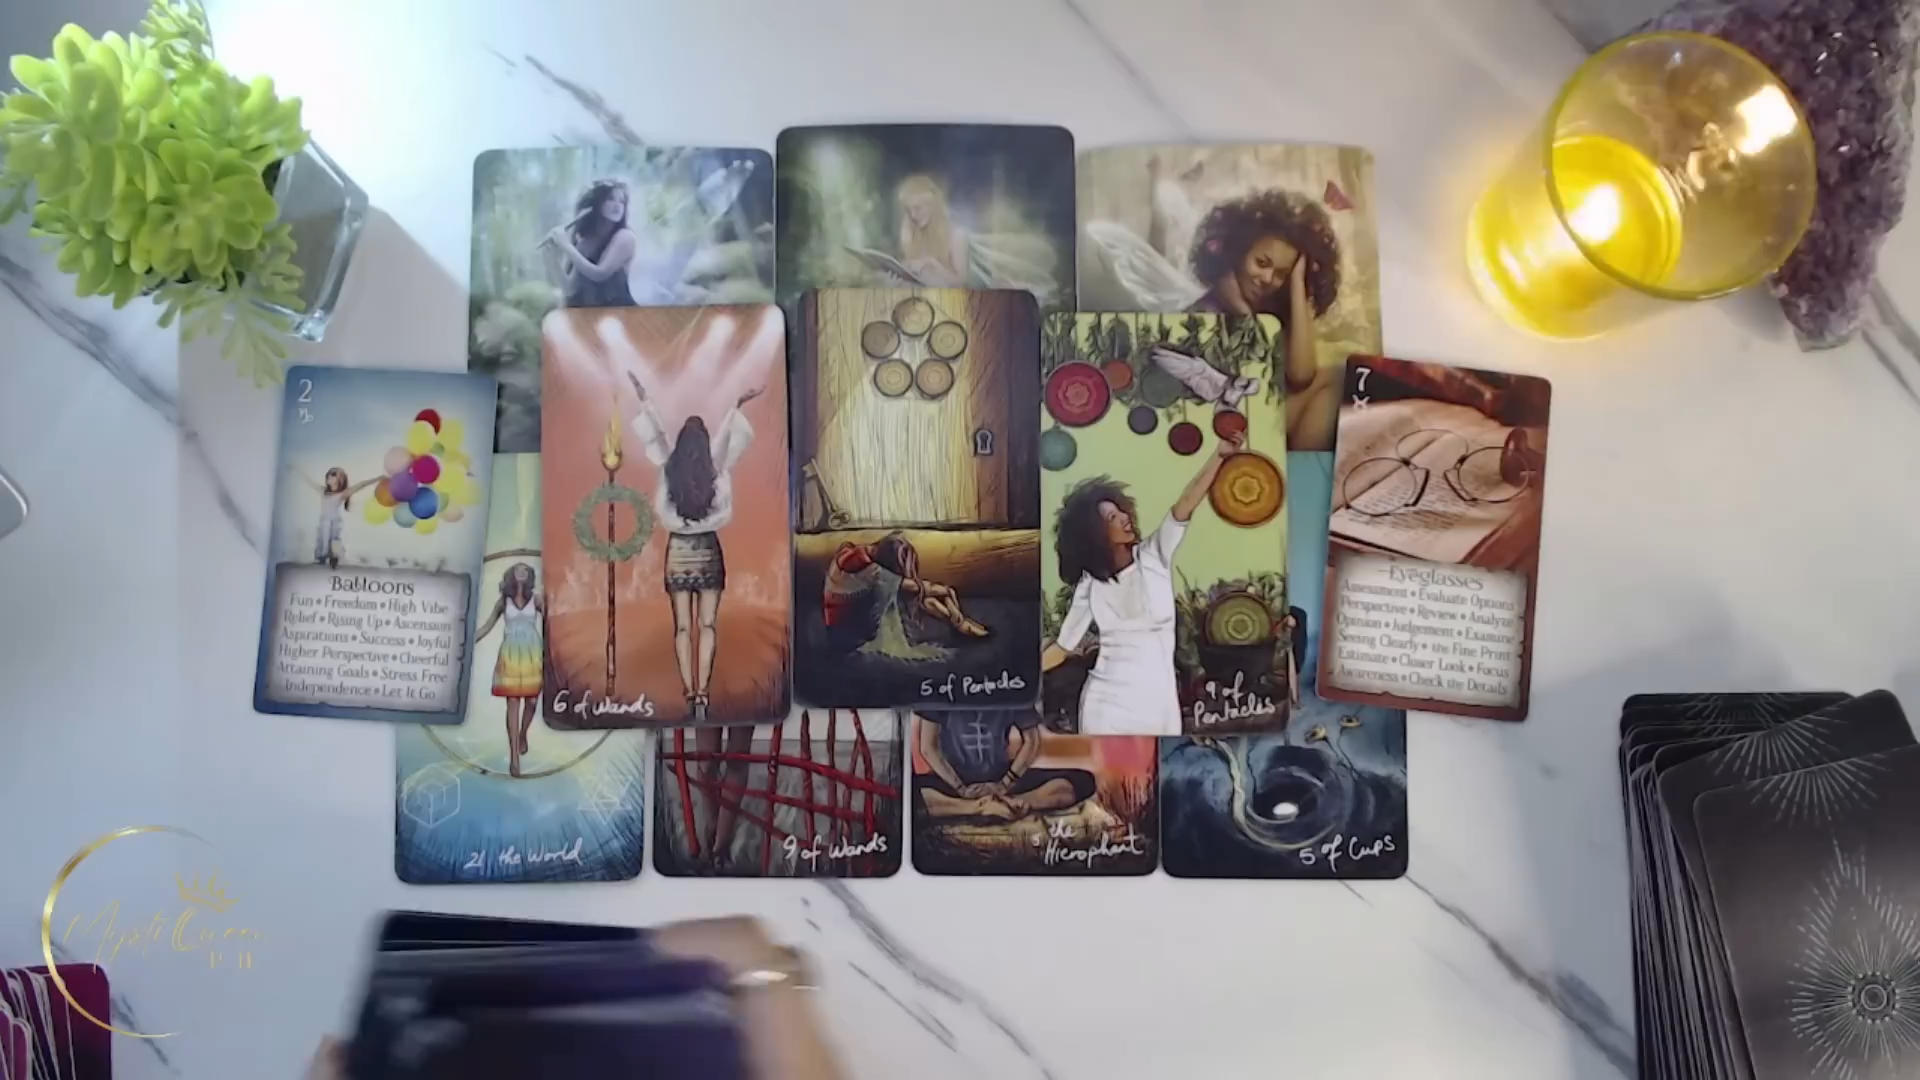 2
Balloons
Fun • Freedom • High Vibe
Relief • Rising Up • Ascension
Aspirations • Success • Joyful
Higher Perspective • Cheerful
Attaining Goals • Stress Free
Independence • Let It Go
6 of Wands
5 of Pentacles
9 of
Pentacles
7
Eyeglasses
Assessment • Evaluate Options
Perspective • Review • Analyze
Opinion • Judgement • Examine
Seeing Clearly • the Fine Print
Estimate • Closer Look • Focus
Awareness • Check the Details
21 the World
9 of Wands
5 the
Hierophant
5 of Cups
MystiQueen
PH